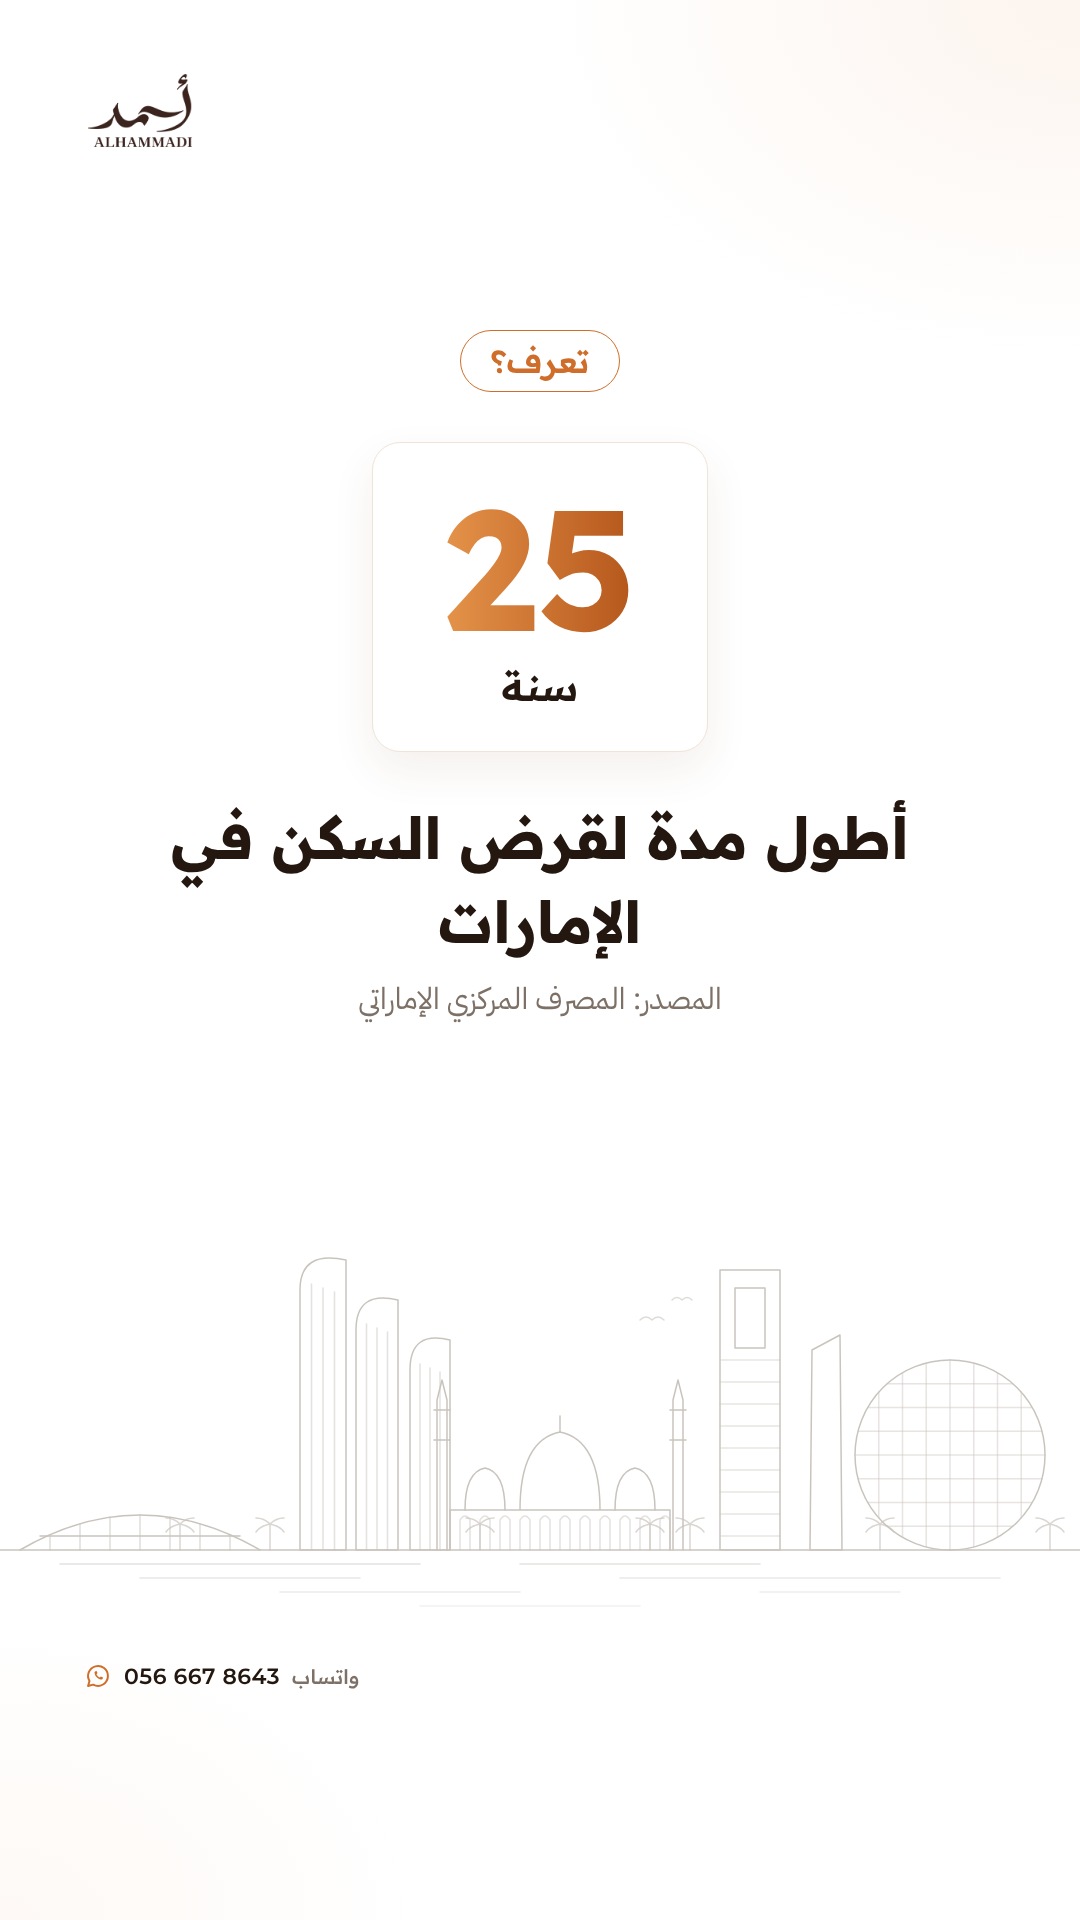 أحمد
ALHAMMADI
تعرف؟
25
سنة
أطول مدة لقرض السكن في
الإمارات
المصدر: المصرف المركزي الإماراتي
واتساب 056 667 8643